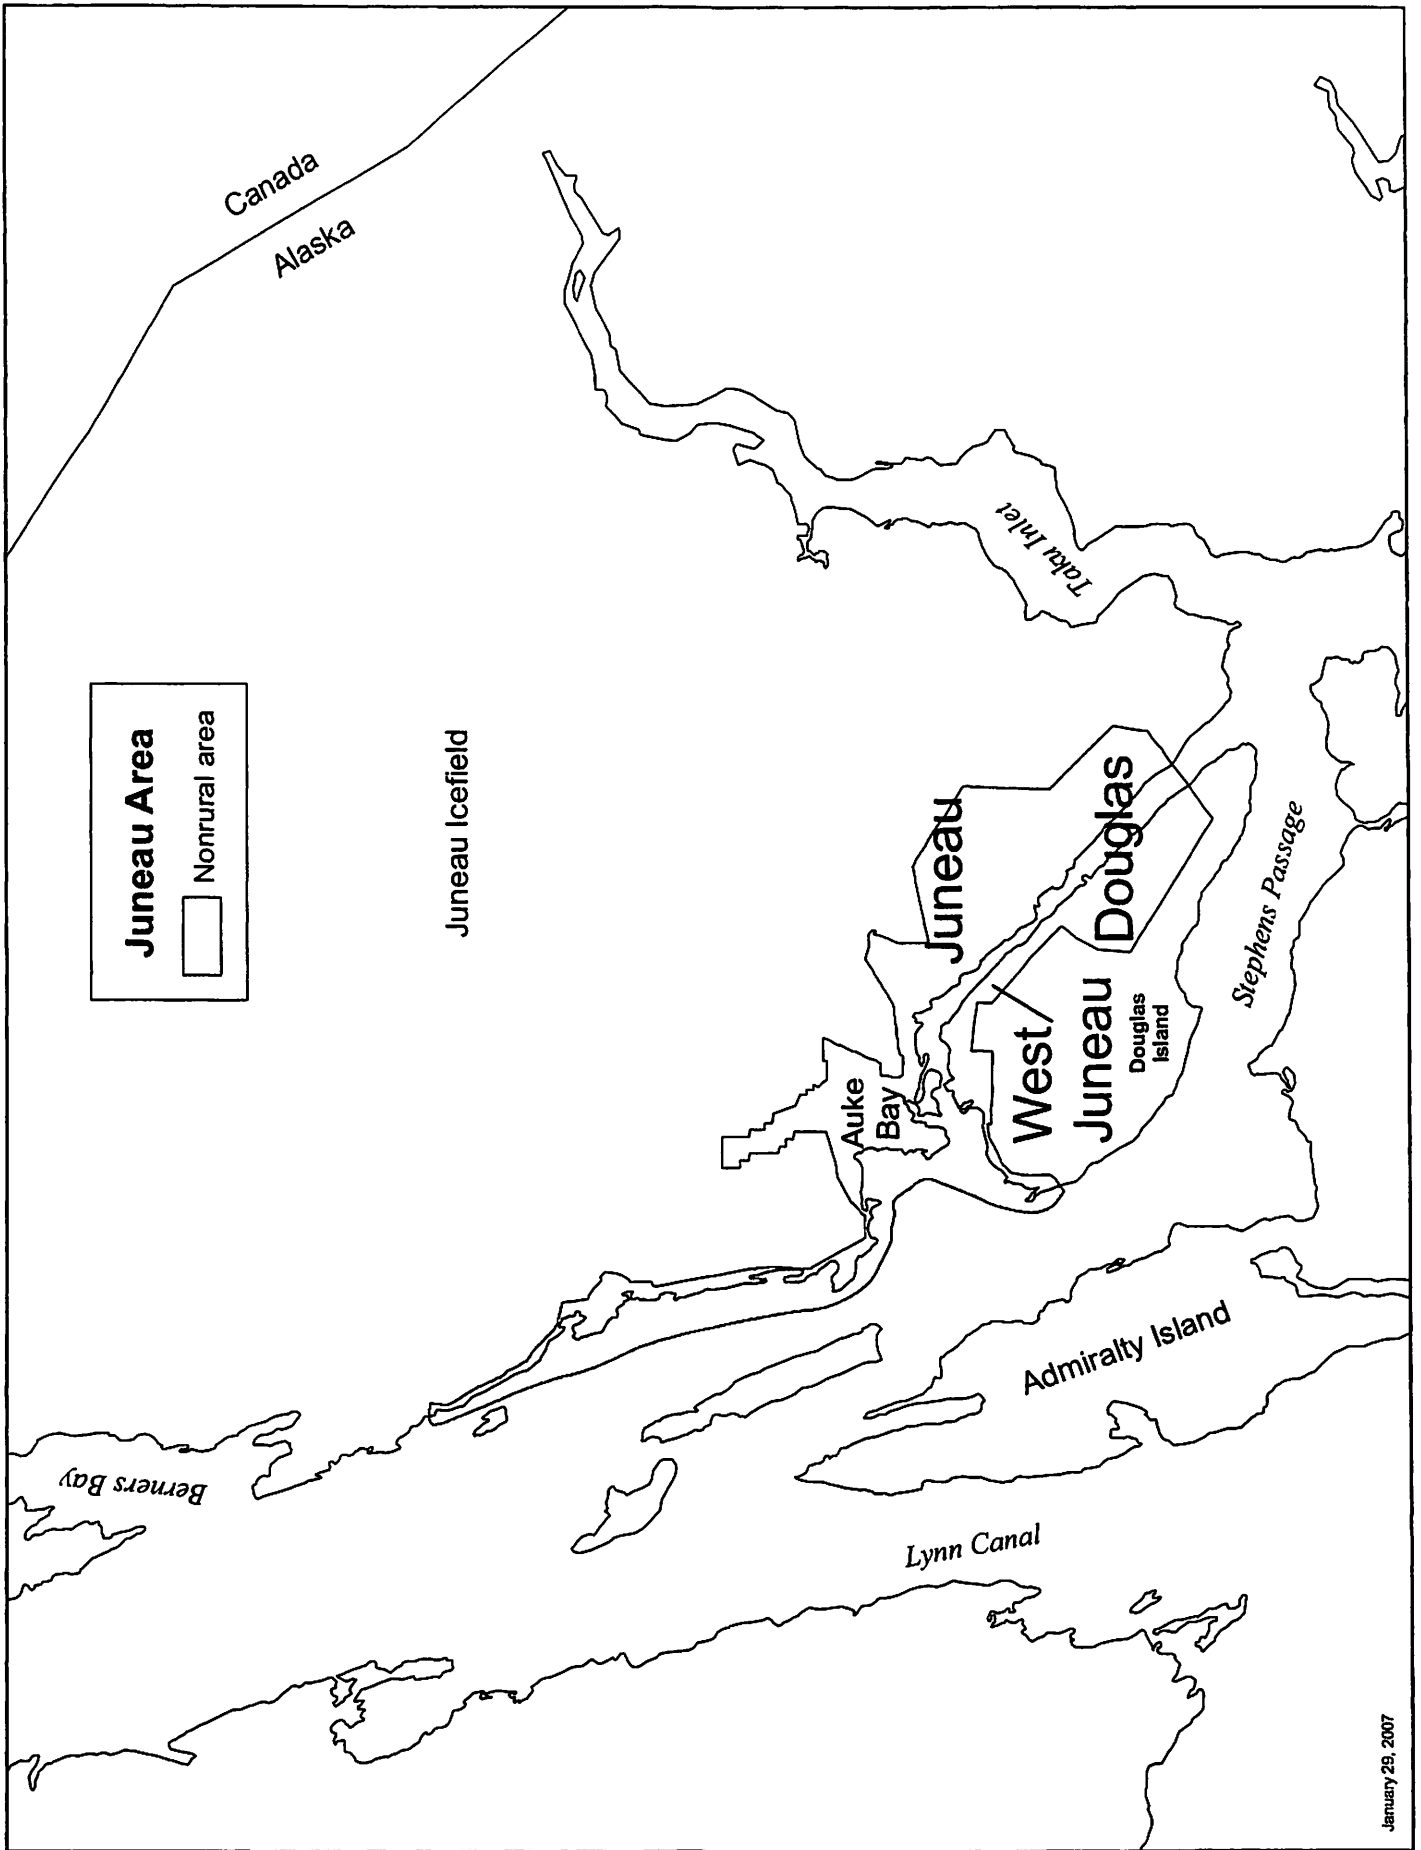 Juneau Area
Nonrural area
Canada
Alaska
Juneau Icefield
Berners Bay
Taku Inlet
Auke
Bay
Juneau
West
Juneau
Douglas
Douglas
Island
Stephens Passage
Admiralty Island
Lynn Canal
January 29, 2007